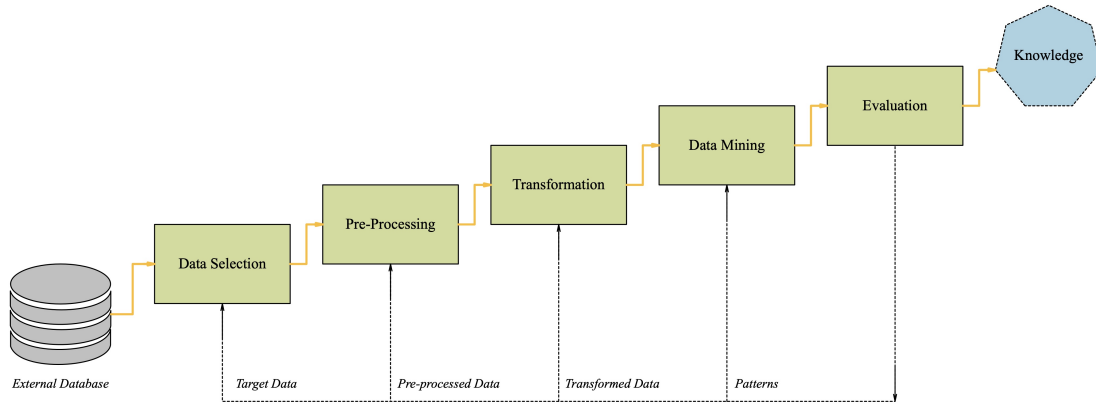 Knowledge
Evaluation
Data Mining
Transformation
Pre-Processing
Data Selection
External Database
Target Data
Pre-processed Data
Transformed Data
Patterns